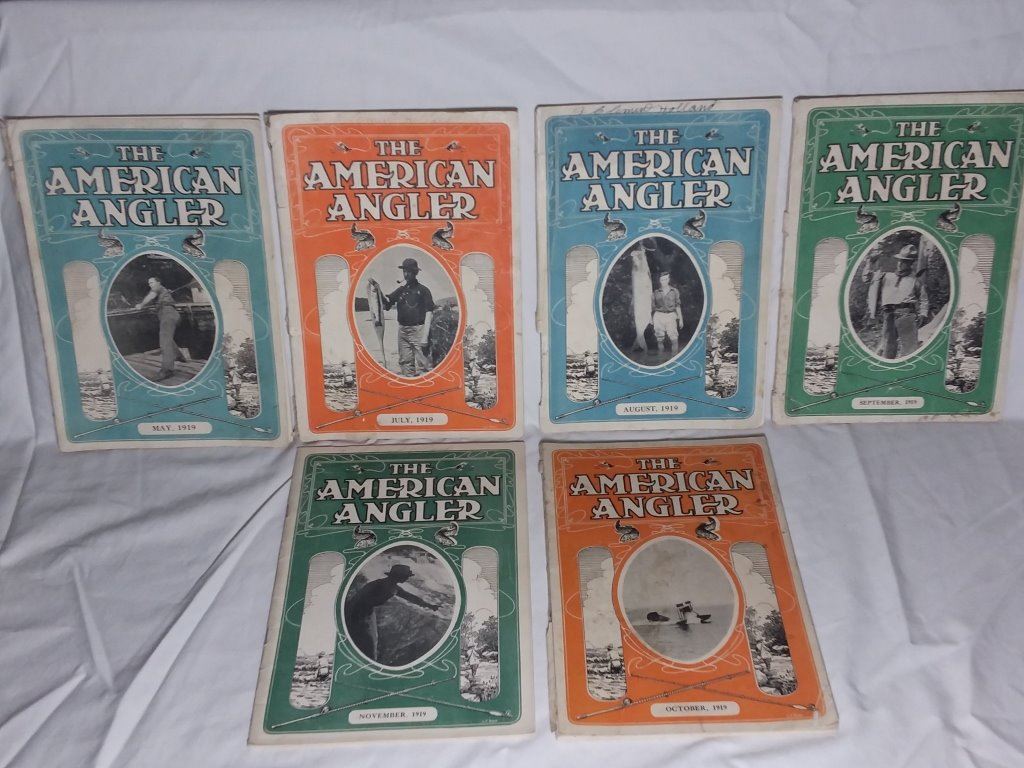 THE
AMERICAN
ANGLER
MAY, 1919
THE
AMERICAN
ANGLER
JULY, 1919
Holland
THE
AMERICAN
ANGLER
AUGUST, 1919
THE
AMERICAN
ANGLER
SEPTEMBER, 1919
THE
AMERICAN
ANGLER
NOVEMBER, 1919
THE
AMERICAN
ANGLER
OCTOBER, 1919